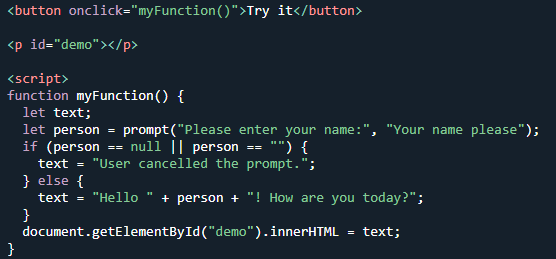 <button onclick="myFunction()">Try it</button>
<p id="demo"></p>
<script>
function myFunction() {
  let text;
  let person = prompt("Please enter your name:", "Your name please");
  if (person == null || person == "") {
    text = "User cancelled the prompt.";
  } else {
    text = "Hello " + person + "! How are you today?";
  }
  document.getElementById("demo").innerHTML = text;
}